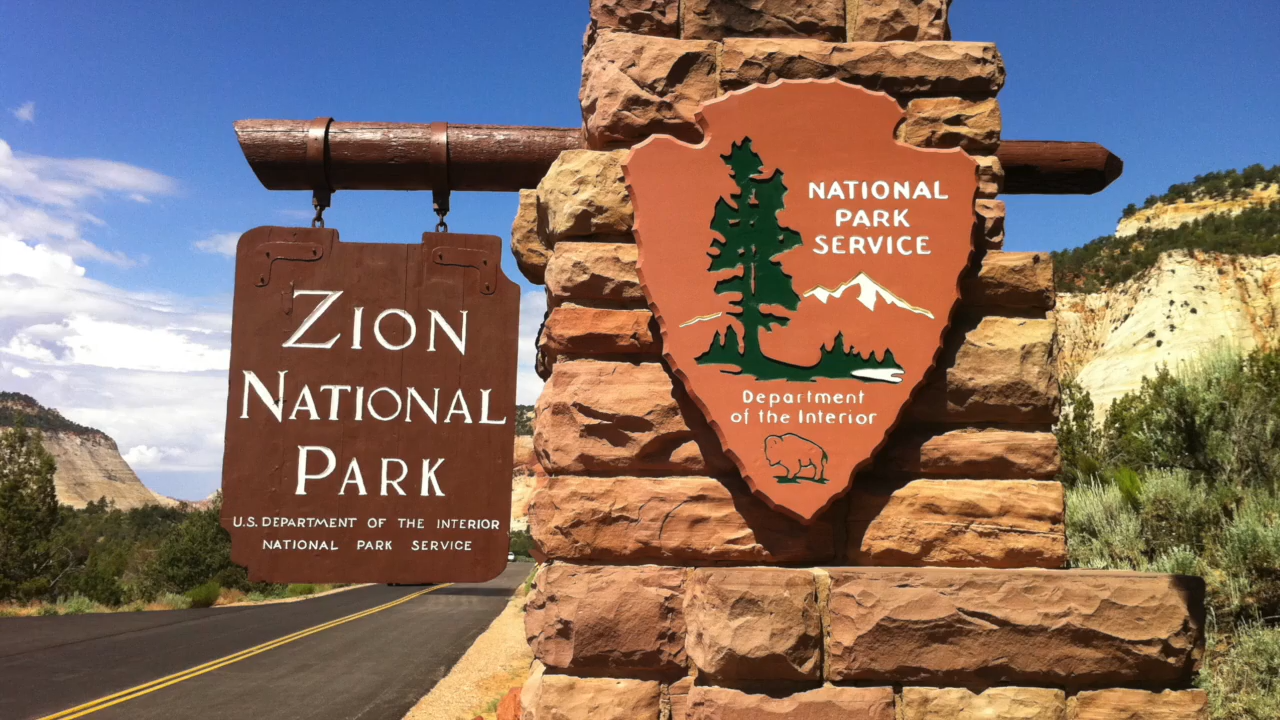 Zion
National
Park
U.S. DEPARTMENT OF THE INTERIOR
NATIONAL PARK SERVICE
NATIONAL
PARK
SERVICE
Department
of the Interior